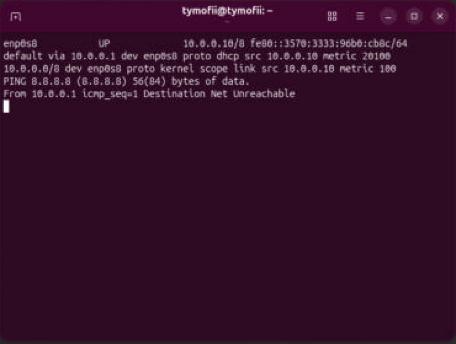 tymofii@tymofii: ~
~
enp0s8 UP 10.0.0.10/8 fe80::3570:3333:96b0:cb8c/64
default via 10.0.0.1 dev enp0s8 proto dhcp src 10.0.0.10 metric 20100
10.0.0.0/8 dev enp0s8 proto kernel scope link src 10.0.0.10 metric 100
PING 8.8.8.8 (8.8.8.8) 56(84) bytes of data.
From 10.0.0.1 icmp_seq=1 Destination Net Unreachable